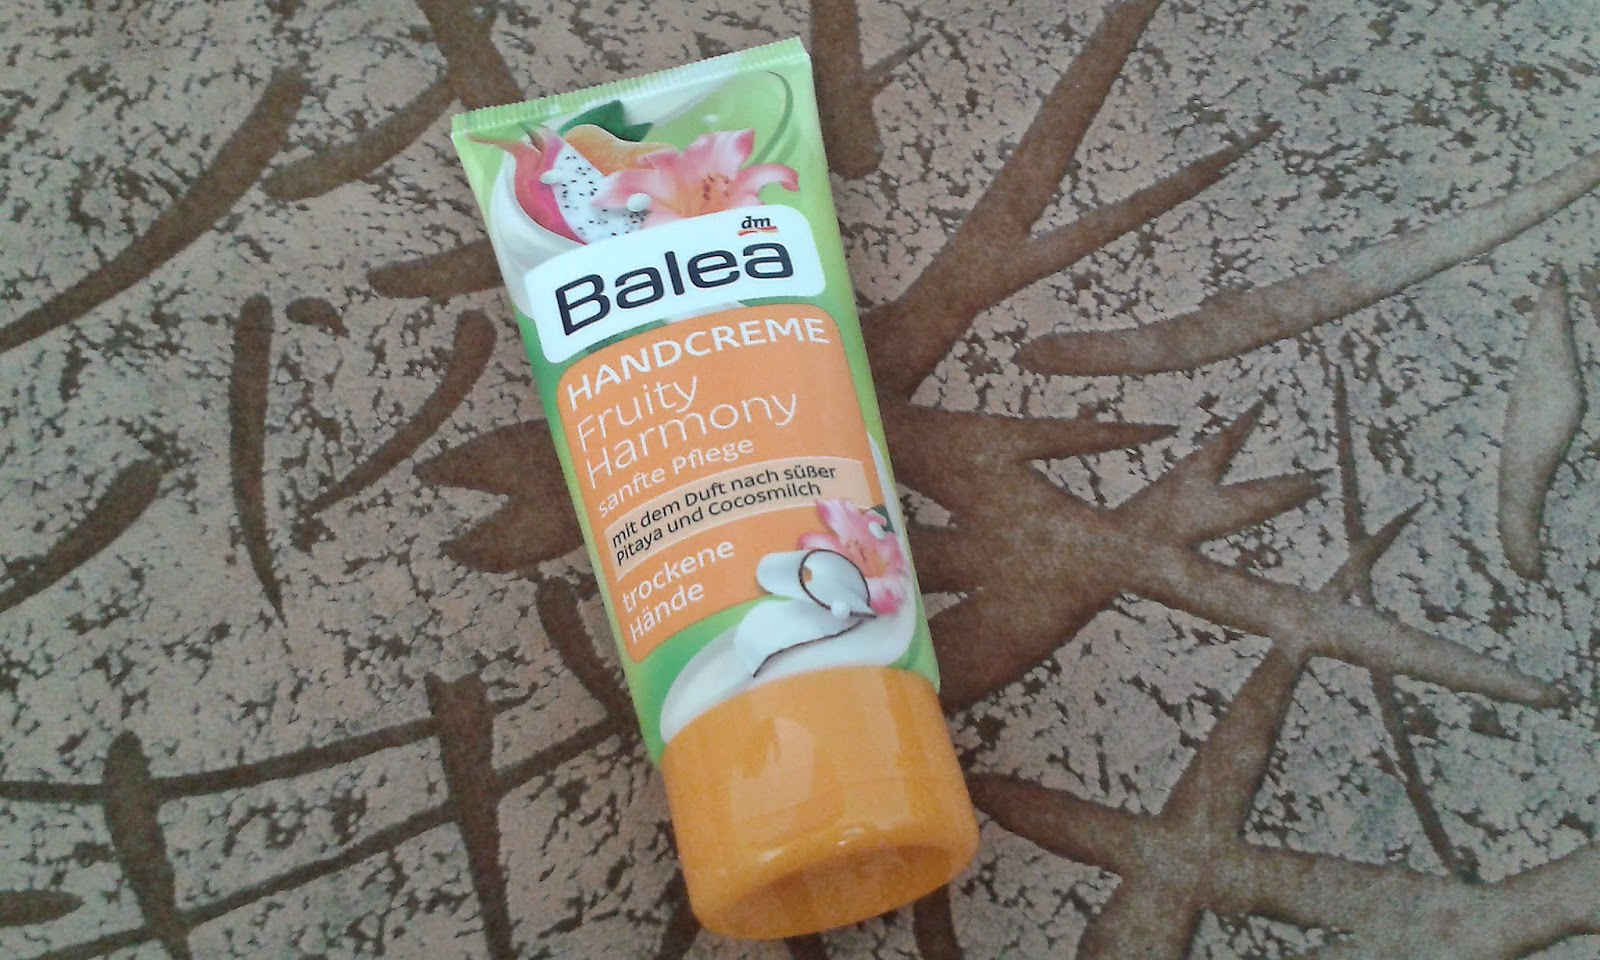 dm
Balea
HANDCREME
Fruity
Harmony
sanfte Pflege
mit dem Duft nach süßer
Pitaya und Cocosmilch
trockene
Hände